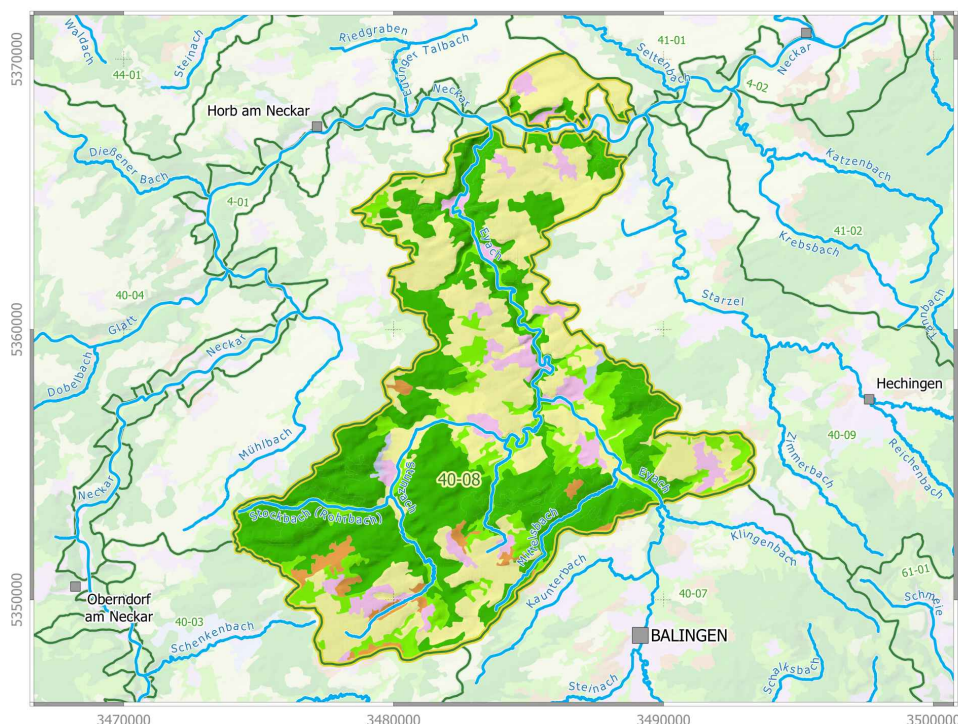 5370000
5360000
5350000
3470000
3480000
3490000
3500000
Waldach
Steinach
44-01
Riedgraben
Eutinger Talbach
Neckar
41-01
Seltenbach
Neckar
4-02
Horb am Neckar
Dießener Bach
4-01
Katzenbach
41-02
Krebsbach
Eyach
40-04
Glatt
Dobelbach
Neckar
Starzel
Hechingen
40-09
Reichenbach
Zimmerbach
Mühlbach
Neckar
40-08
Stunzach
Stockbach (Rohrbach)
Eyach
Mittelsbach
Klingenbach
61-01
Schmeie
Kaunterbach
40-07
Oberndorf
am Neckar
40-03
Schenkenbach
BALINGEN
Steinach
Schalksbach